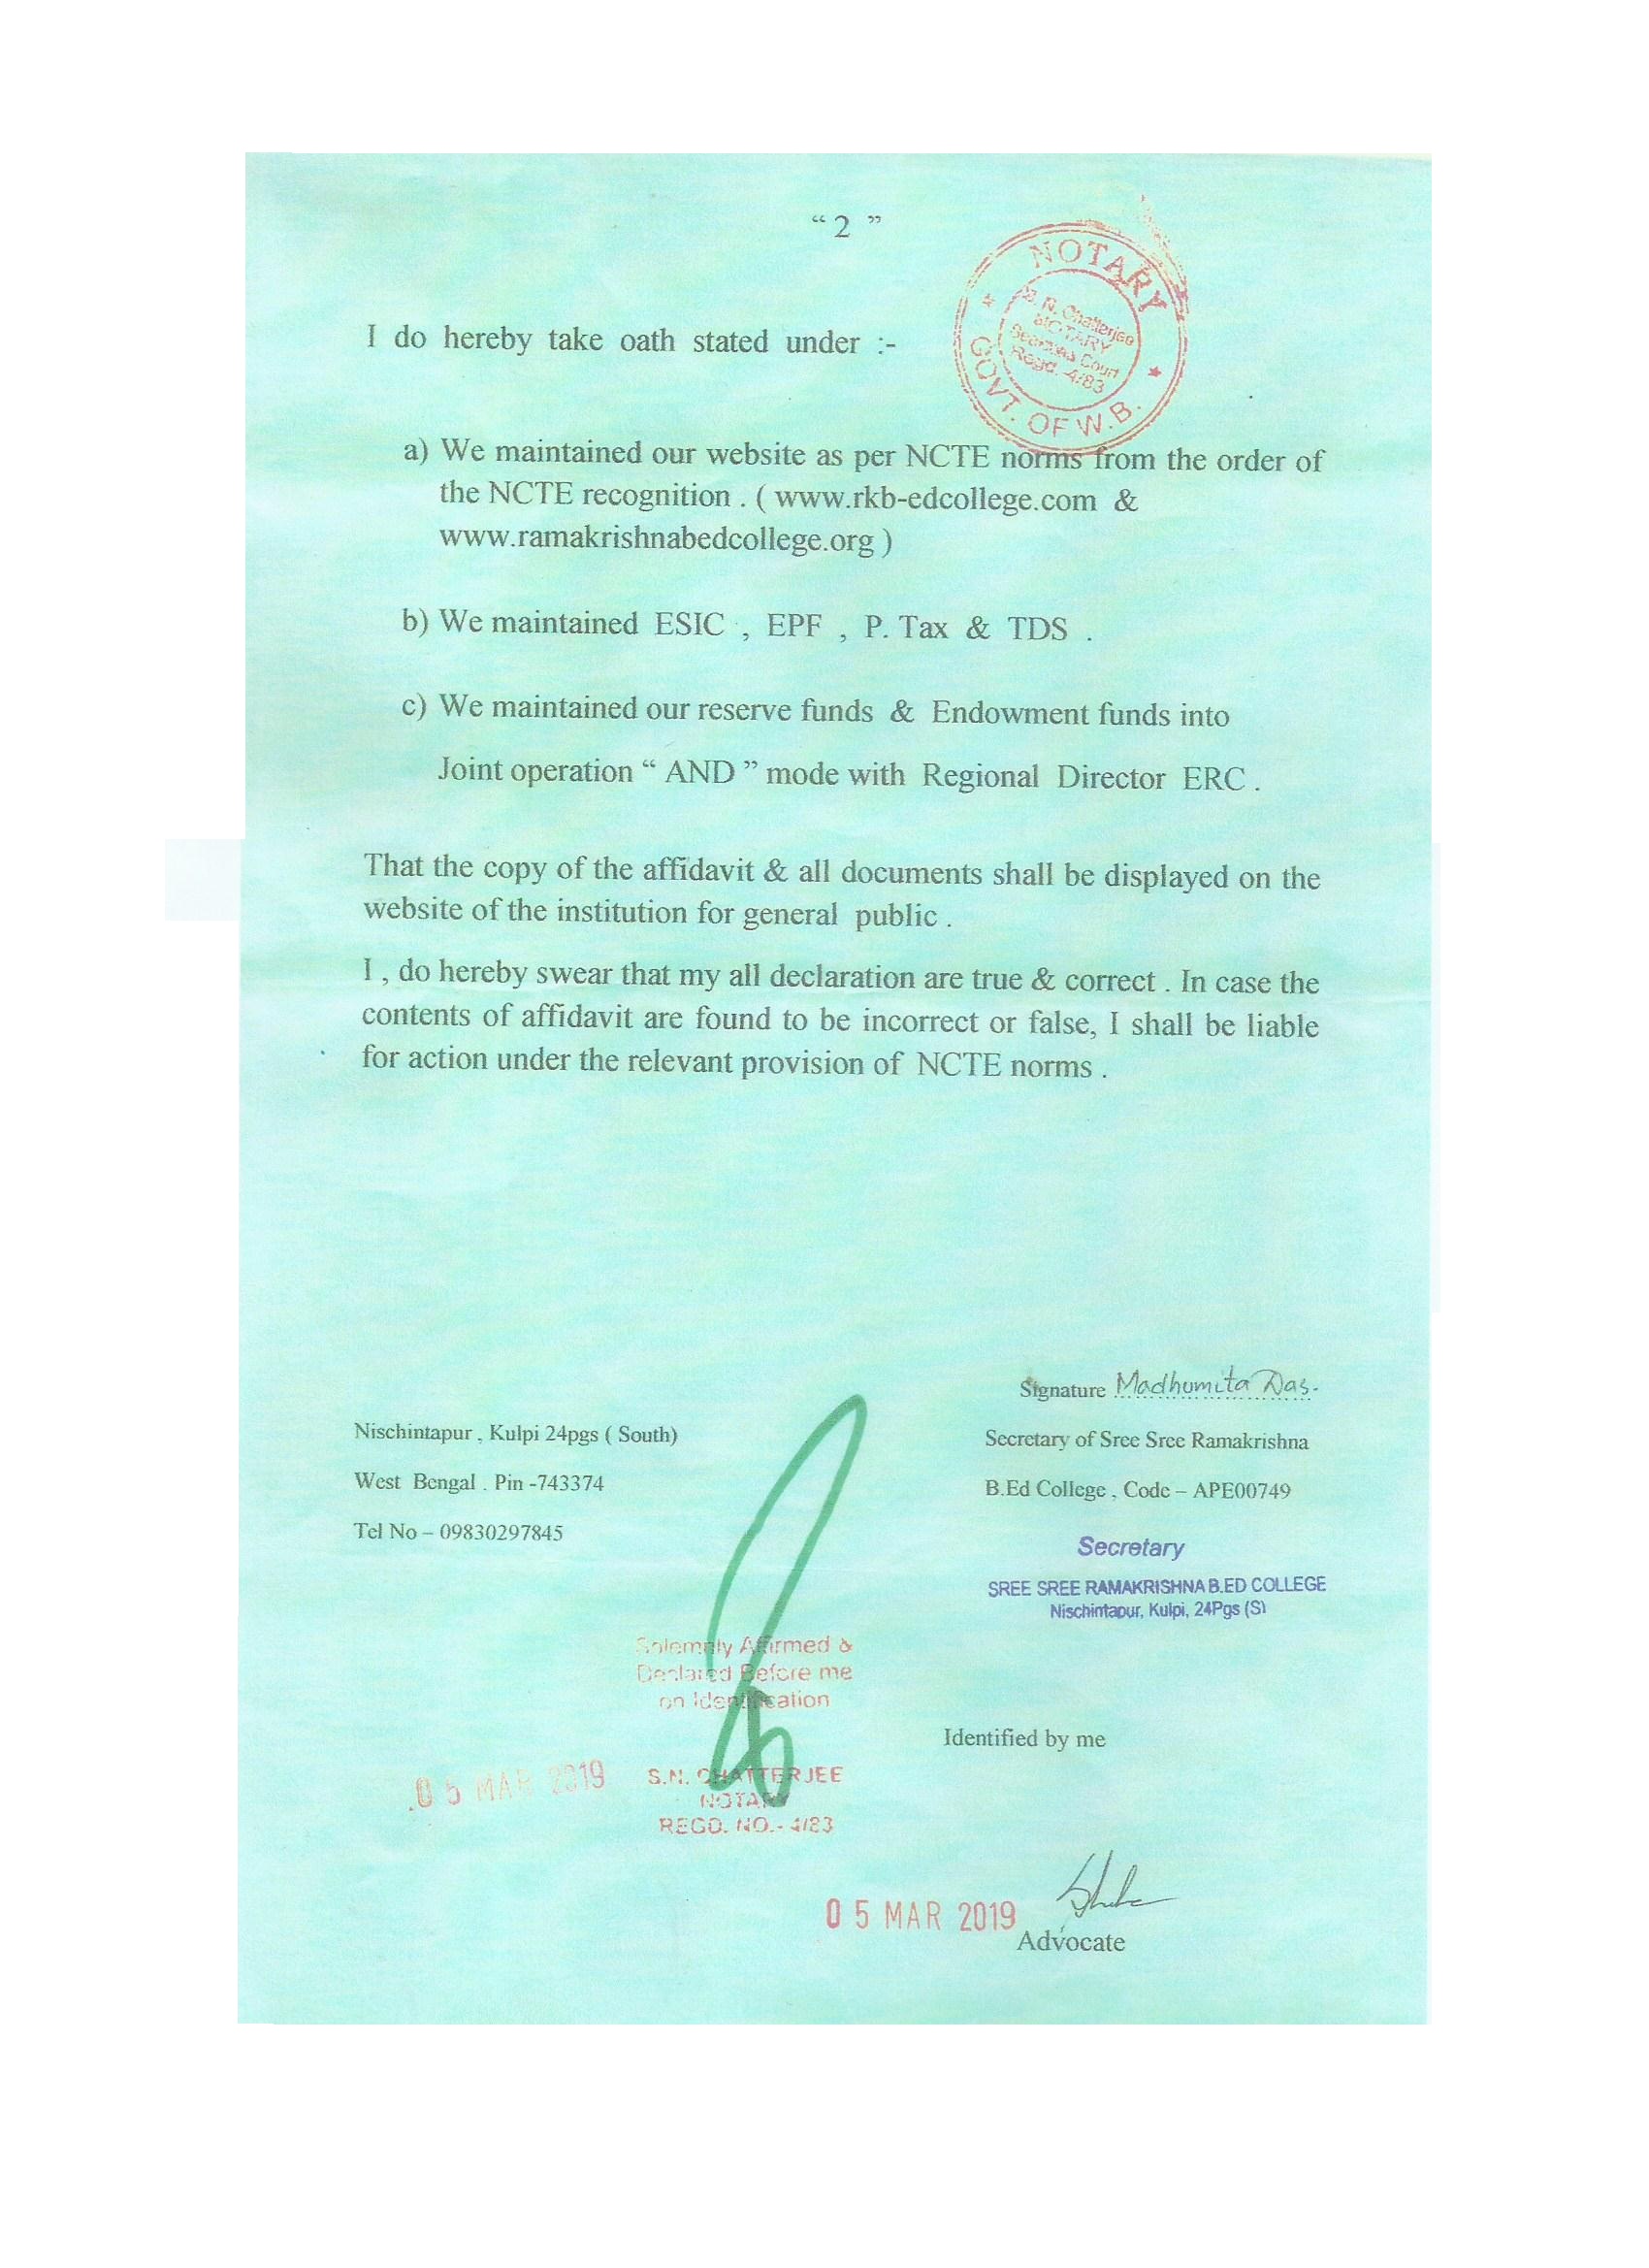 “ 2 ”
NOTARY
N. Chatterjee
NOTARY
Court
Regd.-4/83
GOVT. OF W.B.
I do hereby take oath stated under :-
a) We maintained our website as per NCTE norms from the order of
the NCTE recognition . ( www.rkb-edcollege.com &
www.ramakrishnabedcollege.org )
b) We maintained ESIC , EPF , P. Tax & TDS .
c) We maintained our reserve funds & Endowment funds into
Joint operation “ AND ” mode with Regional Director ERC .
That the copy of the affidavit & all documents shall be displayed on the
website of the institution for general public .
I , do hereby swear that my all declaration are true & correct . In case the
contents of affidavit are found to be incorrect or false, I shall be liable
for action under the relevant provision of NCTE norms .
Signature Madhumita Das.
Nischintapur , Kulpi 24pgs ( South)
Secretary of Sree Sree Ramakrishna
West Bengal . Pin -743374
B.Ed College , Code – APE00749
Tel No – 09830297845
Secretary
SREE SREE RAMAKRISHNA B.ED COLLEGE
Nischintapur, Kulpi, 24Pgs (S)
Solemnly Affirmed &
Declared Before me
on Identification
Identified by me
05 MAR 2019
S.N. CHATTERJEE
NOTARY
REGD. NO.- 4/83
05 MAR 2019
Advocate